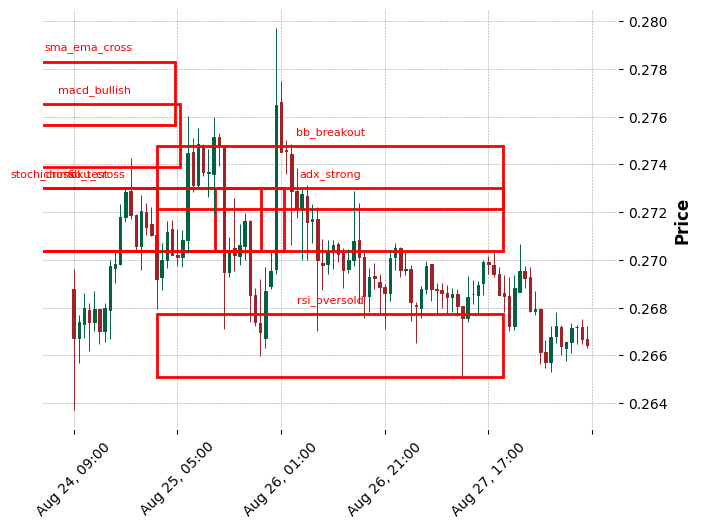 0.280
sma_ema_cross
0.278
macd_bullish
0.276
bb_breakout
0.274
adx_strong
0.272
Price
0.270
rsi_oversold
0.268
0.266
0.264
Aug 24, 09:00
Aug 25, 05:00
Aug 26, 01:00
Aug 26, 21:00
Aug 27, 17:00